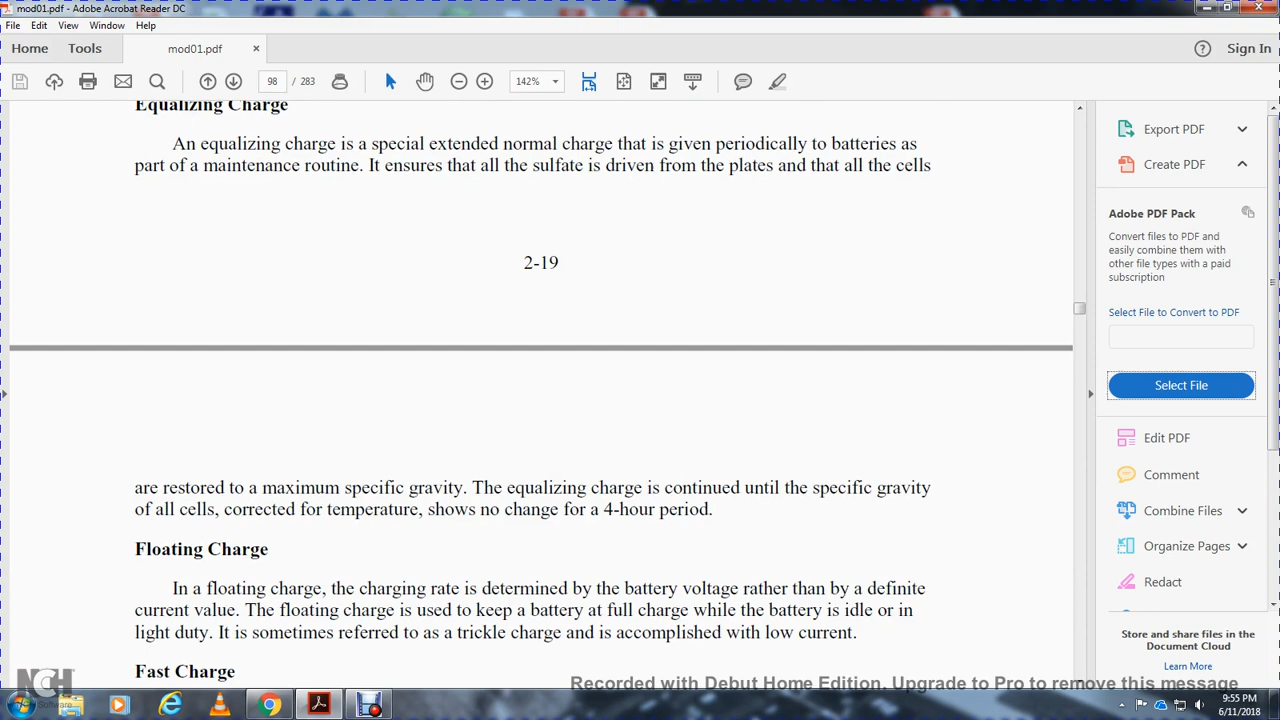 mod01.pdf - Adobe Acrobat Reader DC
File Edit View Window Help
Home Tools mod01.pdf × Sign In
98 / 283 142%
Equalizing Charge
An equalizing charge is a special extended normal charge that is given periodically to batteries as
part of a maintenance routine. It ensures that all the sulfate is driven from the plates and that all the cells
2-19
are restored to a maximum specific gravity. The equalizing charge is continued until the specific gravity
of all cells, corrected for temperature, shows no change for a 4-hour period.
Floating Charge
In a floating charge, the charging rate is determined by the battery voltage rather than by a definite
current value. The floating charge is used to keep a battery at full charge while the battery is idle or in
light duty. It is sometimes referred to as a trickle charge and is accomplished with low current.
Fast Charge
Export PDF
Create PDF
Adobe PDF Pack
Convert files to PDF and
easily combine them with
other file types with a paid
subscription
Select File to Convert to PDF
Select File
Edit PDF
Comment
Combine Files
Organize Pages
Redact
Store and share files in the
Document Cloud
Learn More
NCH
Software
Recorded with Debut Home Edition. Upgrade to Pro to remove this message
9:55 PM
6/11/2018